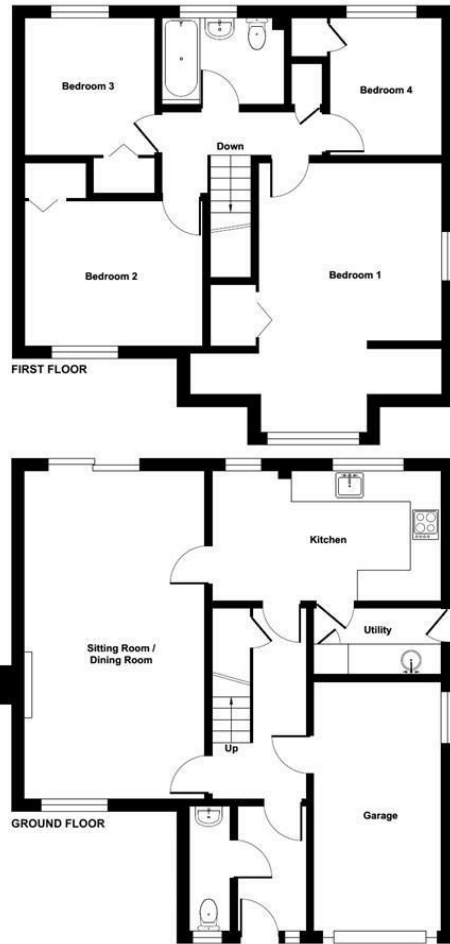 Bedroom 3
Bedroom 4
Down
Bedroom 2
Bedroom 1
FIRST FLOOR
Kitchen
Utility
Sitting Room /
Dining Room
Up
Garage
GROUND FLOOR